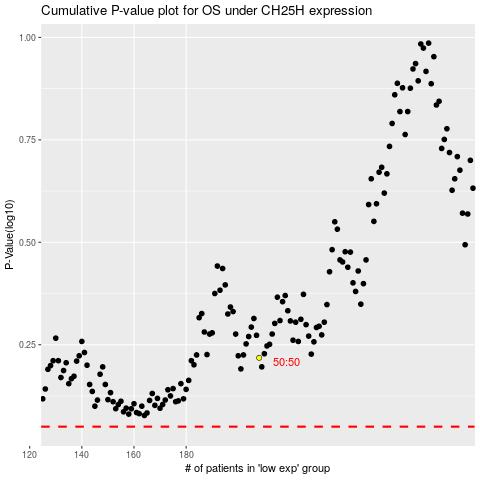 Cumulative P-value plot for OS under CH25H expression
P-Value(log10)
1.00
0.75
0.50
0.25
50:50
120 140 160 180
# of patients in 'low exp' group